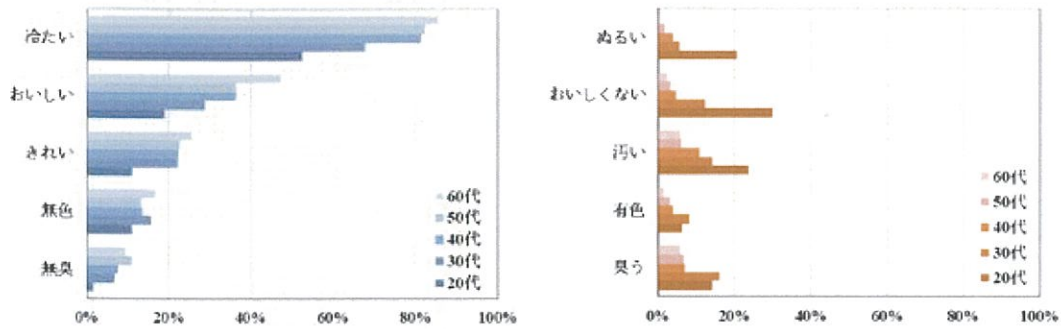 冷たい
おいしい
きれい
無色
無臭
60代
50代
40代
30代
20代
0% 20% 40% 60% 80% 100%
ぬるい
おいしくない
汚い
有色
臭う
60代
50代
40代
30代
20代
0% 20% 40% 60% 80% 100%